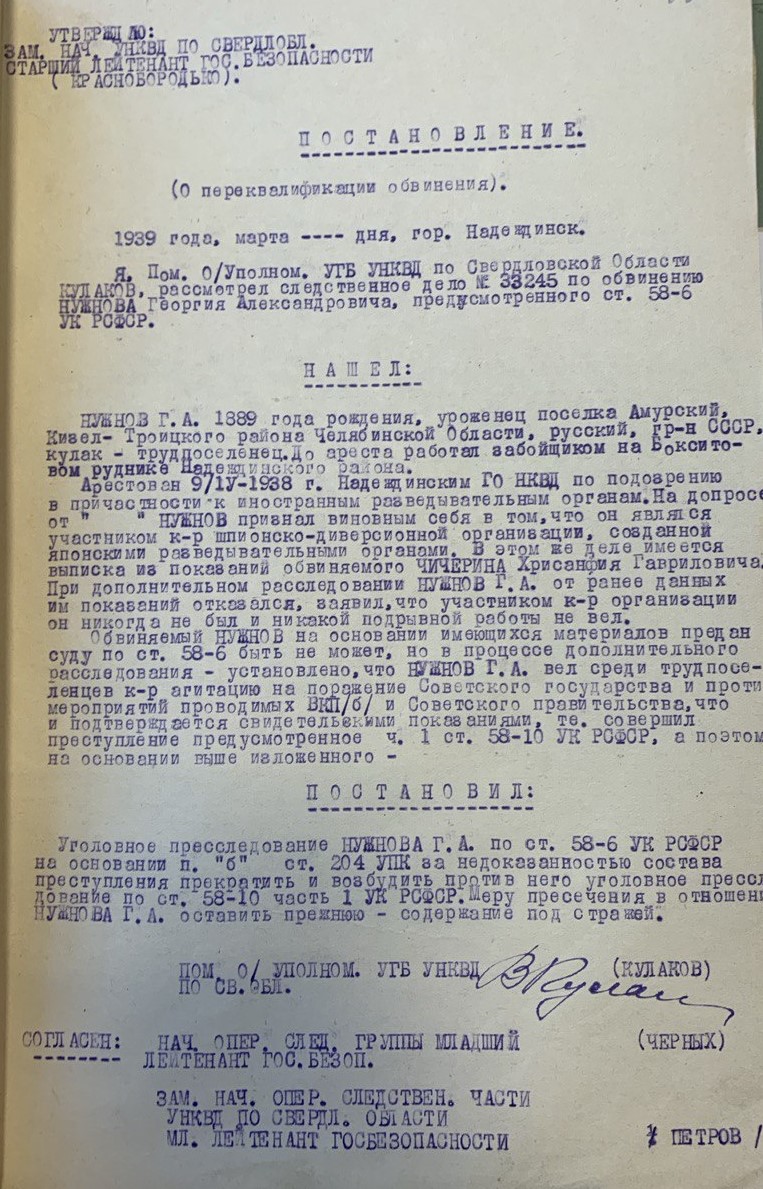 УТВЕРЖДАЮ:
ЗАМ. НАЧ. УНКВД ПО СВЕРДЛОБЛ.
СТАРШИЙ ЛЕЙТЕНАНТ ГОС.БЕЗОПАСНОСТИ
( КРАСНОБОРОДЬКО).
ПОСТАНОВЛЕНИЕ.
(О переквалификации обвинения).
1939 года, марта ---- дня, гор. Надеждинск.
Я, Пом. О/Уполном. УГБ УНКВД по Свердловской Области
КУЛАКОВ, рассмотрел следственное дело № 33245 по обвинению
НУЖНОВА Георгия Александровича, предусмотренного ст. 58-6
УК РСФСР.
НАШЕЛ:
НУЖНОВ Г.А. 1889 года рождения, уроженец поселка Амурский,
Кизел- Троицкого района Челябинской Области, русский, гр-н СССР,
кулак - трудпоселенец.До ареста работал забойщиком на Боксито-
вом руднике Надеждинского района.
Арестован 9/1У-1938 г. Надеждинским ГО НКВД по подозрению
в причастности к иностранным разведывательным органам.На допросе
от " " НУЖНОВ признал виновным себя в том,что он являлся
участником к-р шпионско-диверсионной организации, созданной
японскими разведывательными органами. В этом же деле имеется
выписка из показаний обвиняемого ЧИЧЕРИНА Хрисанфия Гавриловича.
При дополнительном расследовании НУЖНОВ Г.А. от ранее данных
им показаний отказался, заявил,что участником к-р организации
он никогда не был и никакой подрывной работы не вел.
Обвиняемый НУЖНОВ на основании имеющихся материалов предан
суду по ст. 58-6 быть не может, но в процессе дополнительного
расследования - установлено,что НУЖНОВ Г.А. вел среди трудпосе-
ленцев к-р агитацию на поражение Советского государства и проти
мероприятий проводимых ВКП/б/ и Советского правительства,что
и подтверждается свидетельскими показаниями, те. совершил
преступление предусмотренное ч. 1 ст. 58-10 УК РСФСР, а поэтом
на основании выше изложенного -
ПОСТАНОВИЛ:
Уголовное пресследование НУЖНОВА Г.А. по ст. 58-6 УК РСФСР
на основании п. "б" ст. 204 УПК за недоказанностью состава
преступления прекратить и возбудить против него уголовное прессл
дование по ст. 58-10 часть 1 УК РСФСР.Меру пресечения в отношени
НУЖНОВА Г.А. оставить прежнюю - содержание под стражей.
ПОМ. О/ УПОЛНОМ. УГБ УНКВД ВКулак (КУЛАКОВ)
ПО СВ.ОБЛ.
СОГЛАСЕН: НАЧ. ОПЕР. СЛЕД. ГРУППЫ МЛАДШИЙ (ЧЕРНЫХ)
ЛЕЙТЕНАНТ ГОС.БЕЗОП.
ЗАМ. НАЧ. ОПЕР. СЛЕДСТВЕН. ЧАСТИ
УНКВД ПО СВЕРДЛ. ОБЛАСТИ
МЛ. ЛЕЙТЕНАНТ ГОСБЕЗОПАСНОСТИ / ПЕТРОВ /